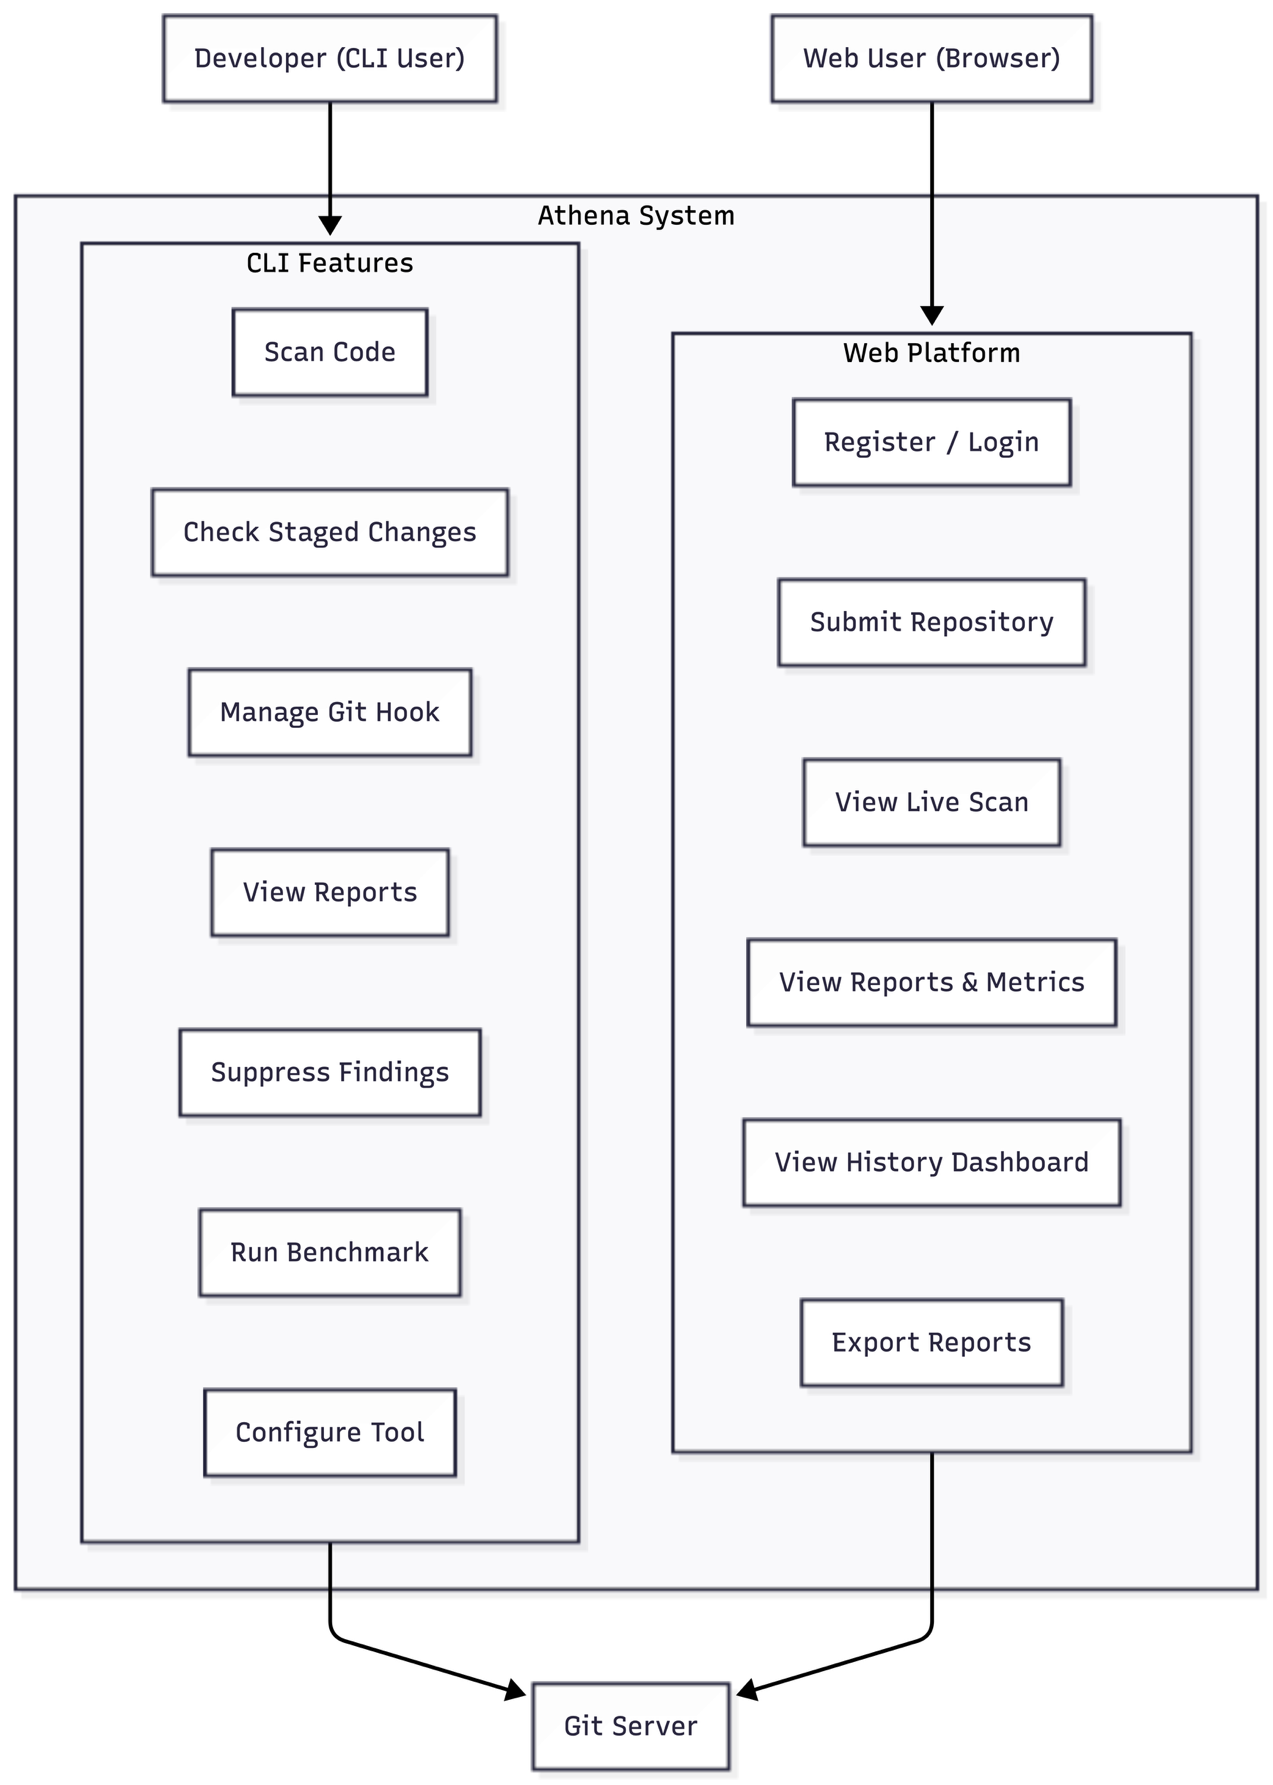 Developer (CLI User)
Web User (Browser)
Athena System
CLI Features
Scan Code
Check Staged Changes
Manage Git Hook
View Reports
Suppress Findings
Run Benchmark
Configure Tool
Web Platform
Register / Login
Submit Repository
View Live Scan
View Reports & Metrics
View History Dashboard
Export Reports
Git Server